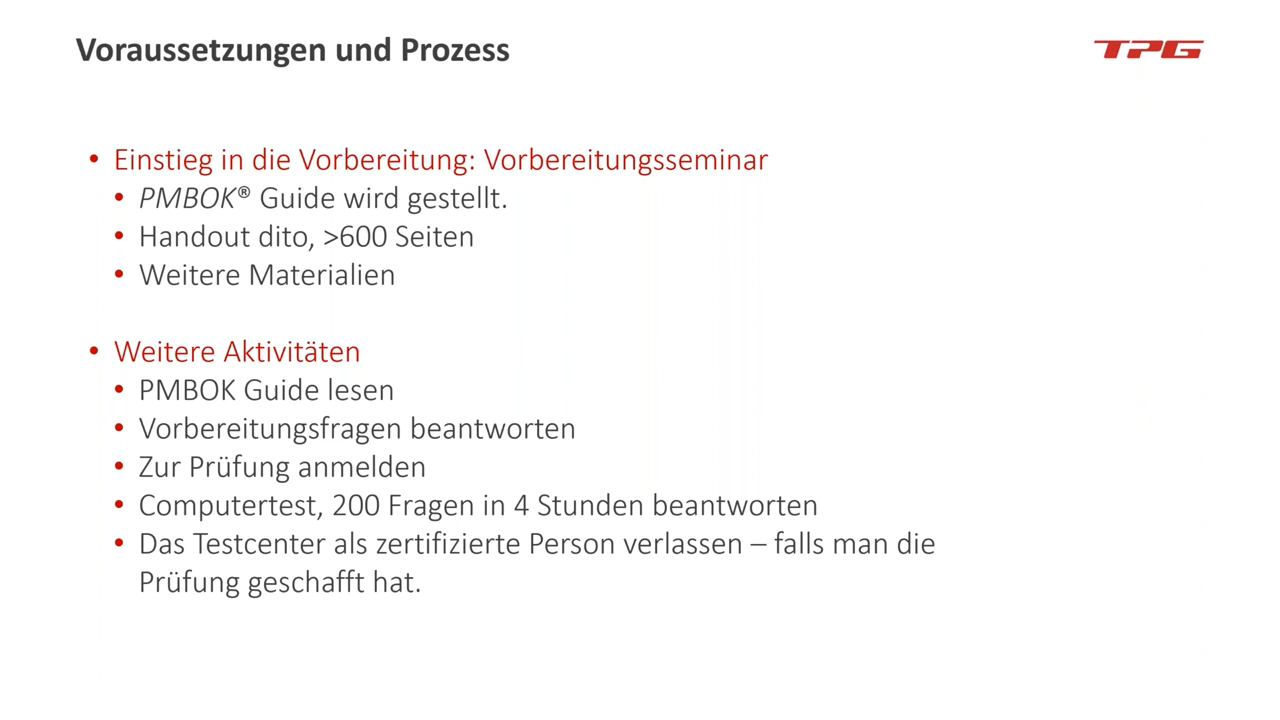 Voraussetzungen und Prozess
TPG
• Einstieg in die Vorbereitung: Vorbereitungsseminar
• PMBOK® Guide wird gestellt.
• Handout dito, >600 Seiten
• Weitere Materialien
• Weitere Aktivitäten
• PMBOK Guide lesen
• Vorbereitungsfragen beantworten
• Zur Prüfung anmelden
• Computertest, 200 Fragen in 4 Stunden beantworten
• Das Testcenter als zertifizierte Person verlassen – falls man die
Prüfung geschafft hat.